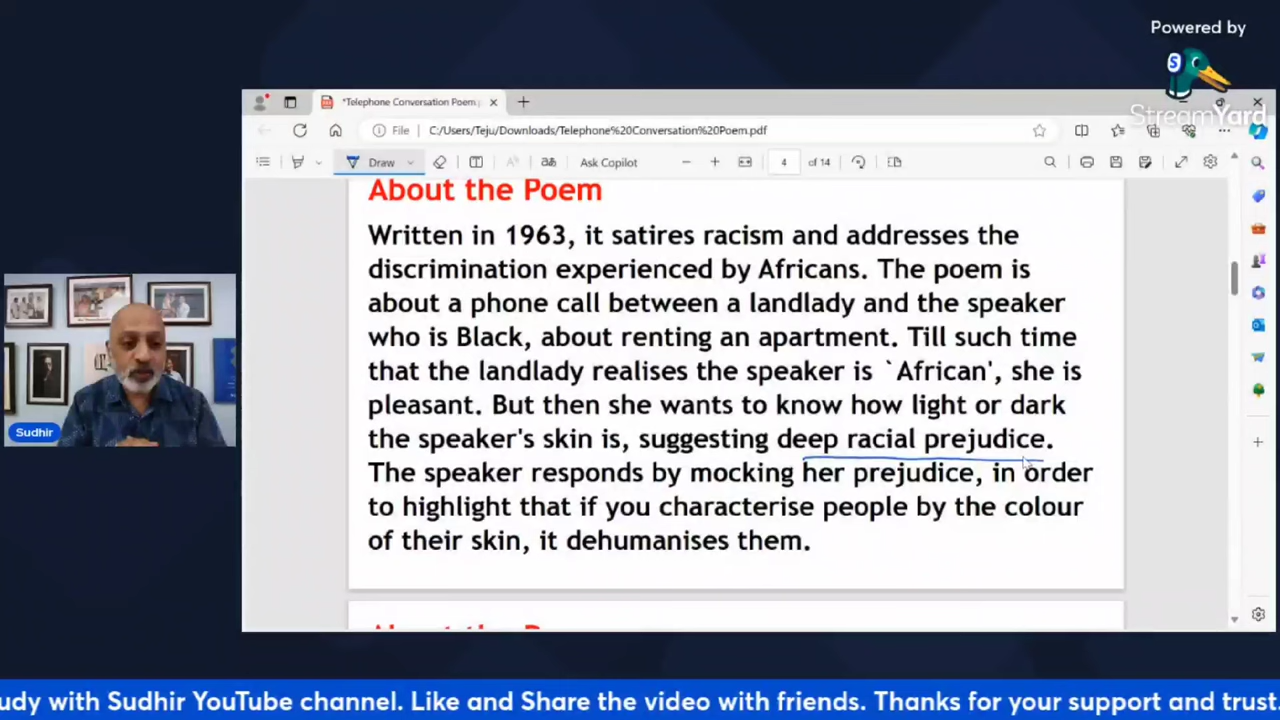 Powered by
StreamYard
*Telephone Conversation Poem.p
File
C:/Users/Teju/Downloads/Telephone%20Conversation%20Poem.pdf
Draw
Ask Copilot
4
of 14
About the Poem
Written in 1963, it satires racism and addresses the
discrimination experienced by Africans. The poem is
about a phone call between a landlady and the speaker
who is Black, about renting an apartment. Till such time
that the landlady realises the speaker is `African', she is
pleasant. But then she wants to know how light or dark
the speaker's skin is, suggesting deep racial prejudice.
The speaker responds by mocking her prejudice, in order
to highlight that if you characterise people by the colour
of their skin, it dehumanises them.
Sudhir
udy with Sudhir YouTube channel. Like and Share the video with friends. Thanks for your support and trust.